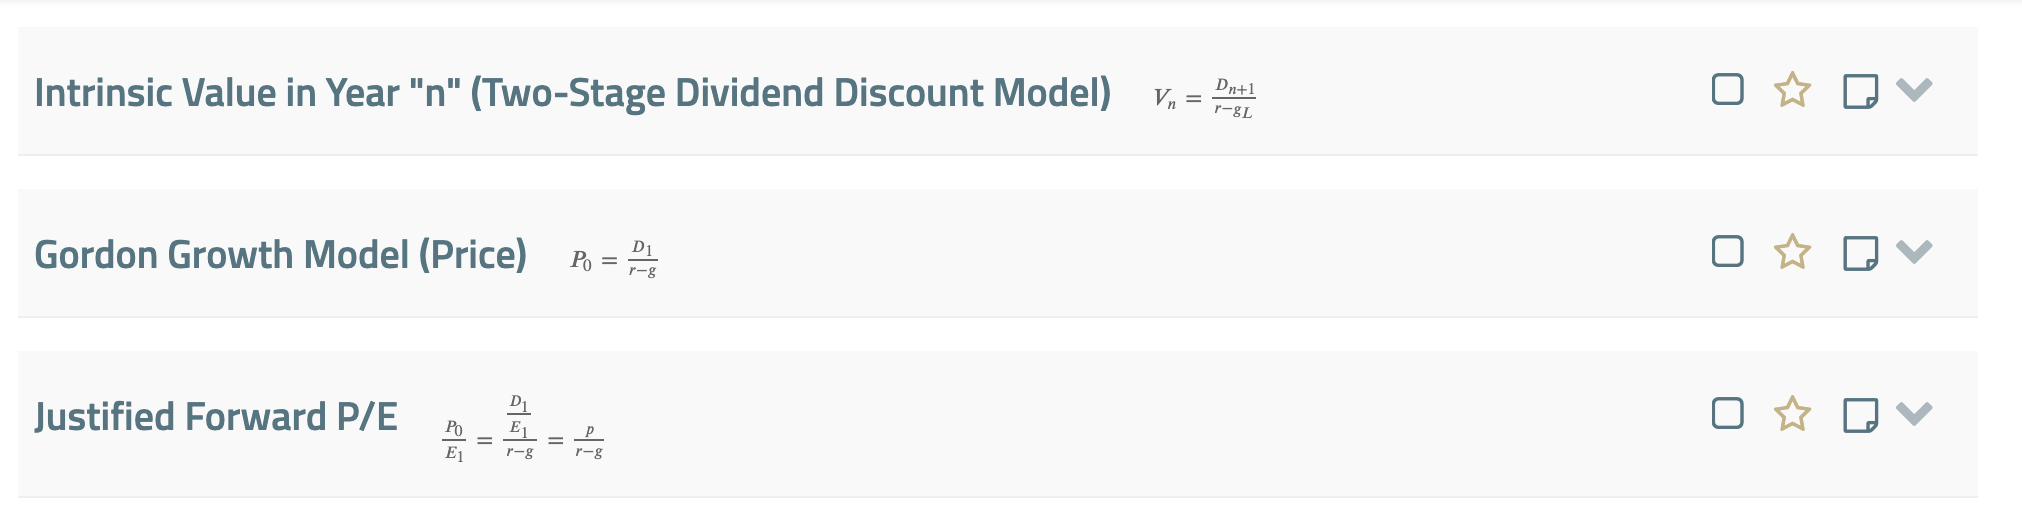 Intrinsic Value in Year "n" (Two-Stage Dividend Discount Model) $V_n = \frac{D_{n+1}}{r-g_L}$
Gordon Growth Model (Price) $P_0 = \frac{D_1}{r-g}$
Justified Forward P/E $\frac{P_0}{E_1} = \frac{\frac{D_1}{E_1}}{r-g} = \frac{p}{r-g}$